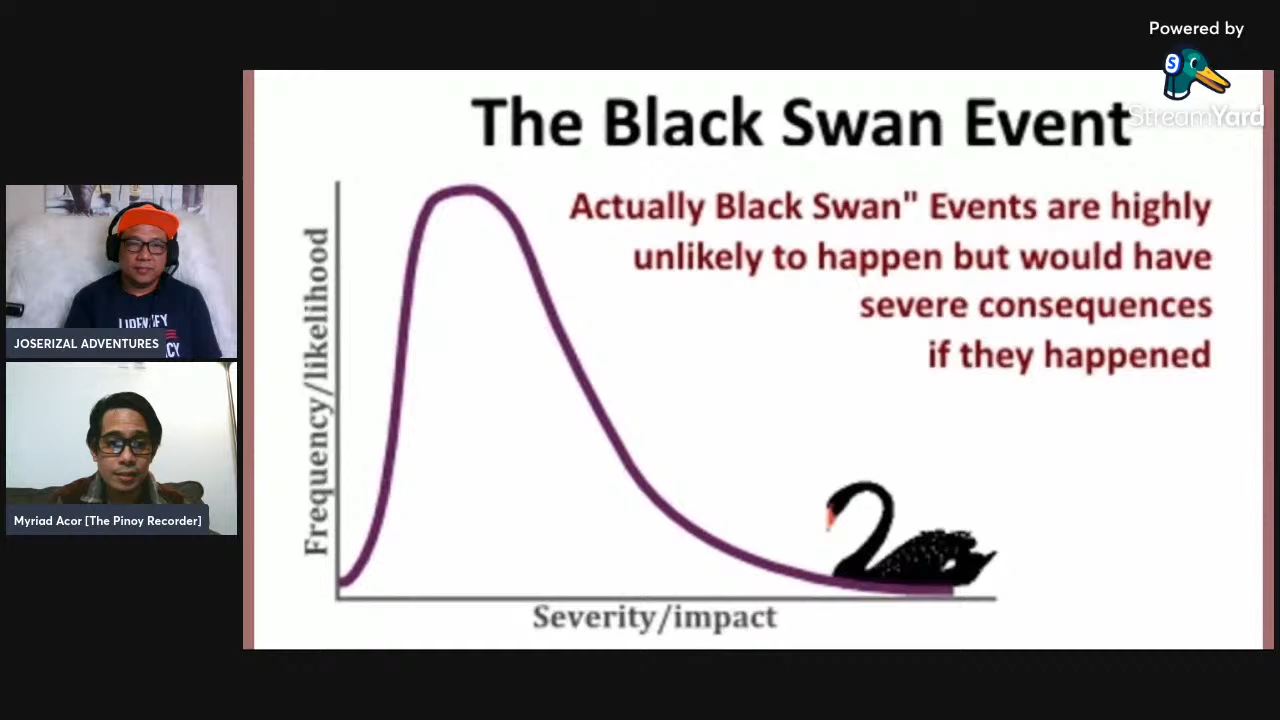 Powered by
S
StreamYard
The Black Swan Event
Actually Black Swan" Events are highly
unlikely to happen but would have
severe consequences
if they happened
Frequency/likelihood
Severity/impact
JOSERIZAL ADVENTURES
Myriad Acor [The Pinoy Recorder]